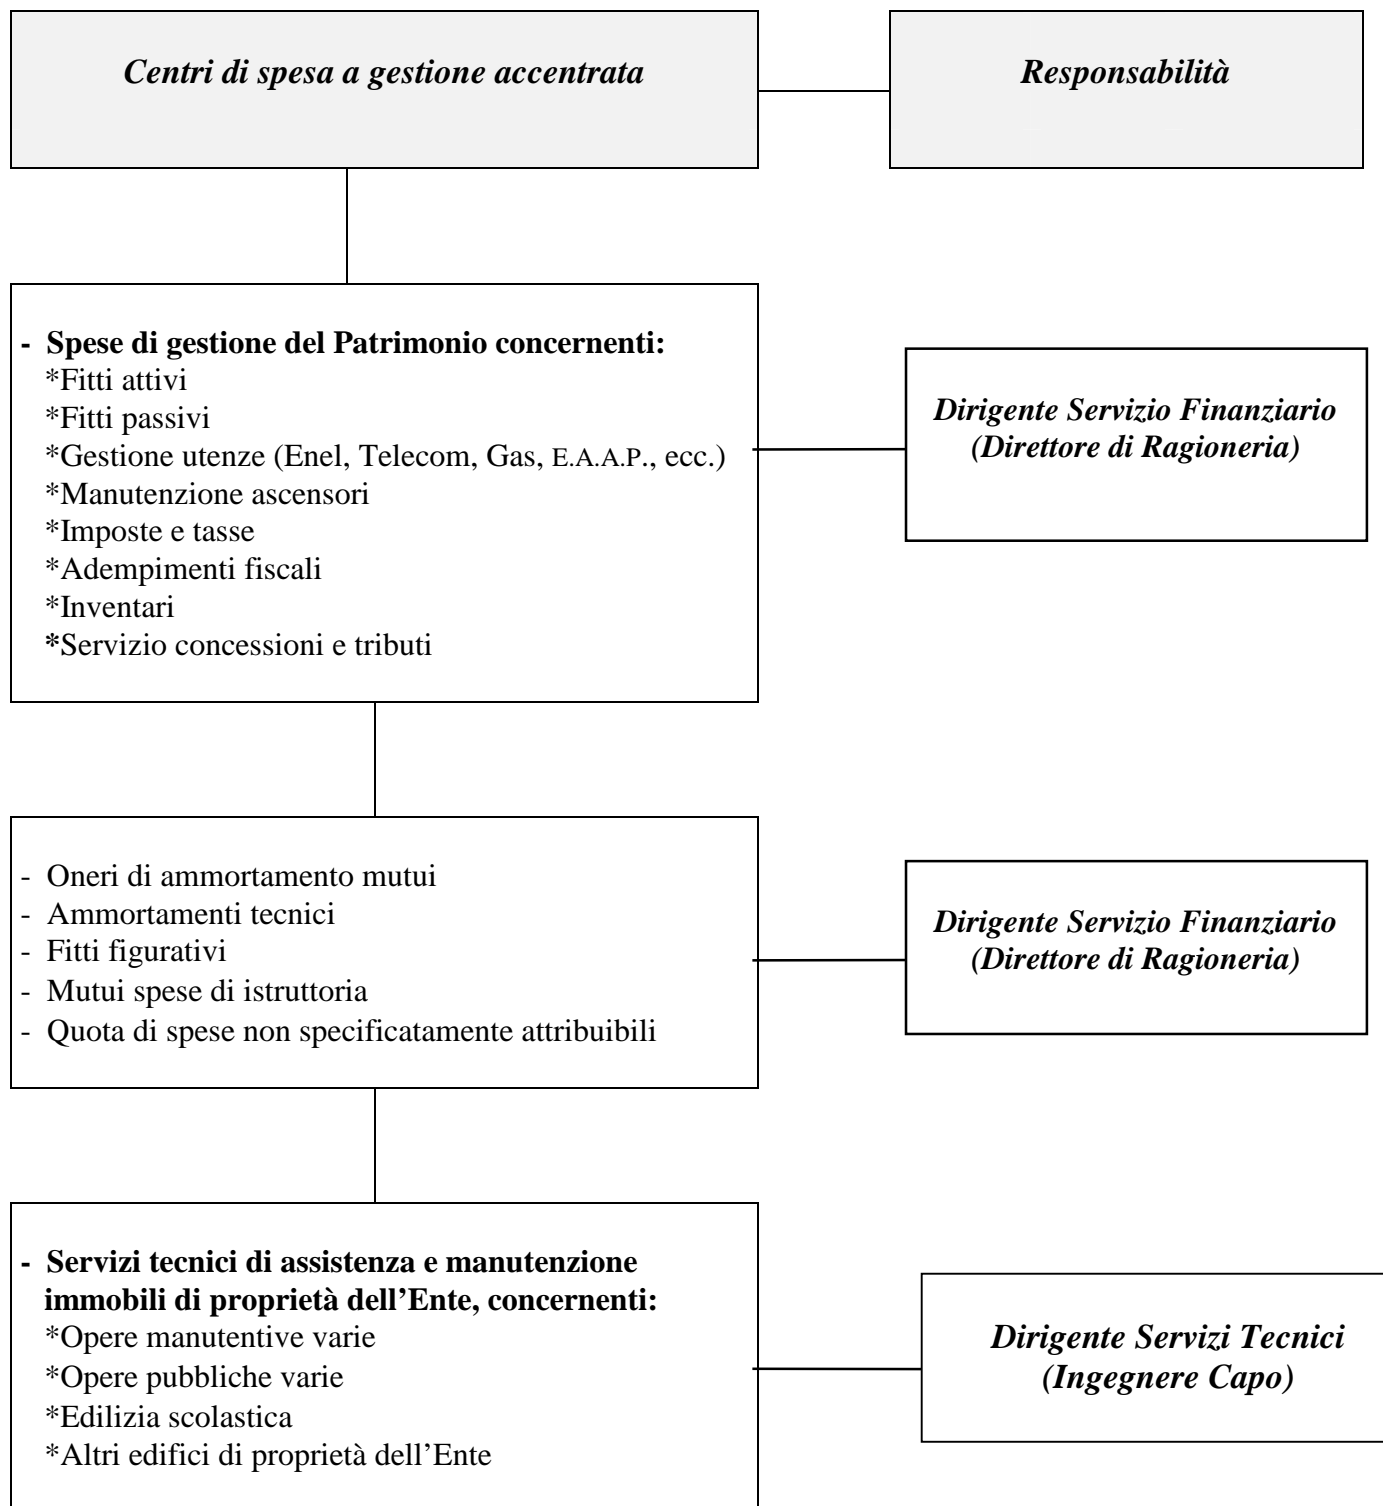 Centri di spesa a gestione accentrata
Responsabilità
- Spese di gestione del Patrimonio concernenti:
*Fitti attivi
*Fitti passivi
*Gestione utenze (Enel, Telecom, Gas, E.A.A.P., ecc.)
*Manutenzione ascensori
*Imposte e tasse
*Adempimenti fiscali
*Inventari
*Servizio concessioni e tributi
Dirigente Servizio Finanziario
(Direttore di Ragioneria)
- Oneri di ammortamento mutui
- Ammortamenti tecnici
- Fitti figurativi
- Mutui spese di istruttoria
- Quota di spese non specificatamente attribuibili
Dirigente Servizio Finanziario
(Direttore di Ragioneria)
- Servizi tecnici di assistenza e manutenzione
immobili di proprietà dell’Ente, concernenti:
*Opere manutentive varie
*Opere pubbliche varie
*Edilizia scolastica
*Altri edifici di proprietà dell’Ente
Dirigente Servizi Tecnici
(Ingegnere Capo)